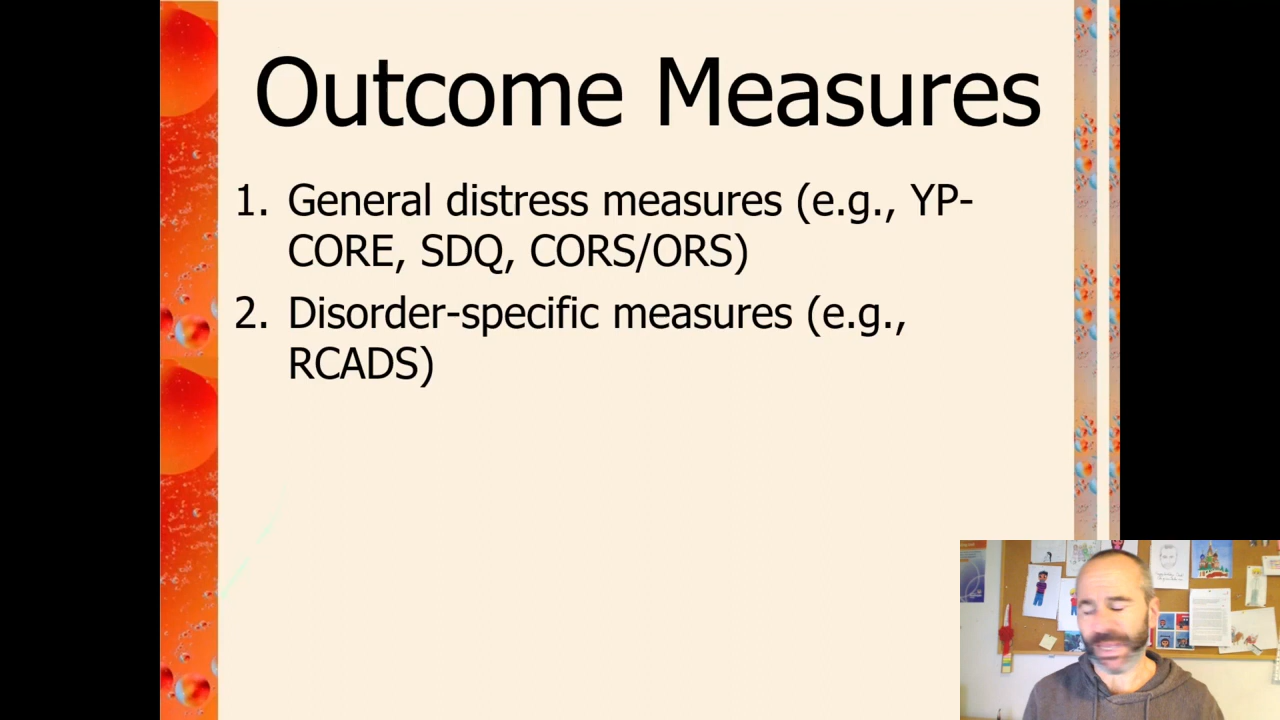 Outcome Measures
1. General distress measures (e.g., YP-
CORE, SDQ, CORS/ORS)
2. Disorder-specific measures (e.g.,
RCADS)